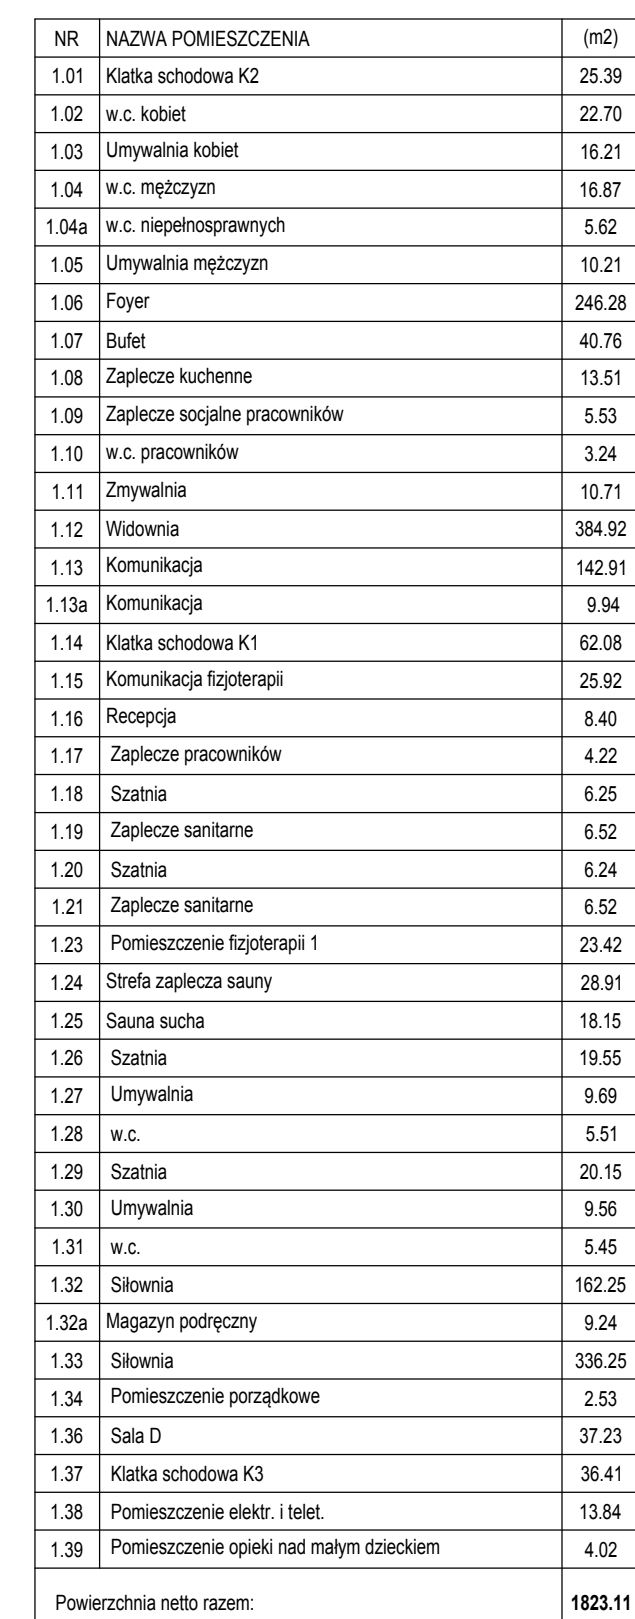 NR NAZWA POMIESZCZENIA (m2)
1.01 Klatka schodowa K2 25.39
1.02 w.c. kobiet 22.70
1.03 Umywalnia kobiet 16.21
1.04 w.c. mężczyzn 16.87
1.04a w.c. niepełnosprawnych 5.62
1.05 Umywalnia mężczyzn 10.21
1.06 Foyer 246.28
1.07 Bufet 40.76
1.08 Zaplecze kuchenne 13.51
1.09 Zaplecze socjalne pracowników 5.53
1.10 w.c. pracowników 3.24
1.11 Zmywalnia 10.71
1.12 Widownia 384.92
1.13 Komunikacja 142.91
1.13a Komunikacja 9.94
1.14 Klatka schodowa K1 62.08
1.15 Komunikacja fizjoterapii 25.92
1.16 Recepcja 8.40
1.17 Zaplecze pracowników 4.22
1.18 Szatnia 6.25
1.19 Zaplecze sanitarne 6.52
1.20 Szatnia 6.24
1.21 Zaplecze sanitarne 6.52
1.23 Pomieszczenie fizjoterapii 1 23.42
1.24 Strefa zaplecza sauny 28.91
1.25 Sauna sucha 18.15
1.26 Szatnia 19.55
1.27 Umywalnia 9.69
1.28 w.c. 5.51
1.29 Szatnia 20.15
1.30 Umywalnia 9.56
1.31 w.c. 5.45
1.32 Siłownia 162.25
1.32a Magazyn podręczny 9.24
1.33 Siłownia 336.25
1.34 Pomieszczenie porządkowe 2.53
1.36 Sala D 37.23
1.37 Klatka schodowa K3 36.41
1.38 Pomieszczenie elektr. i telet. 13.84
1.39 Pomieszczenie opieki nad małym dzieckiem 4.02
Powierzchnia netto razem: 1823.11